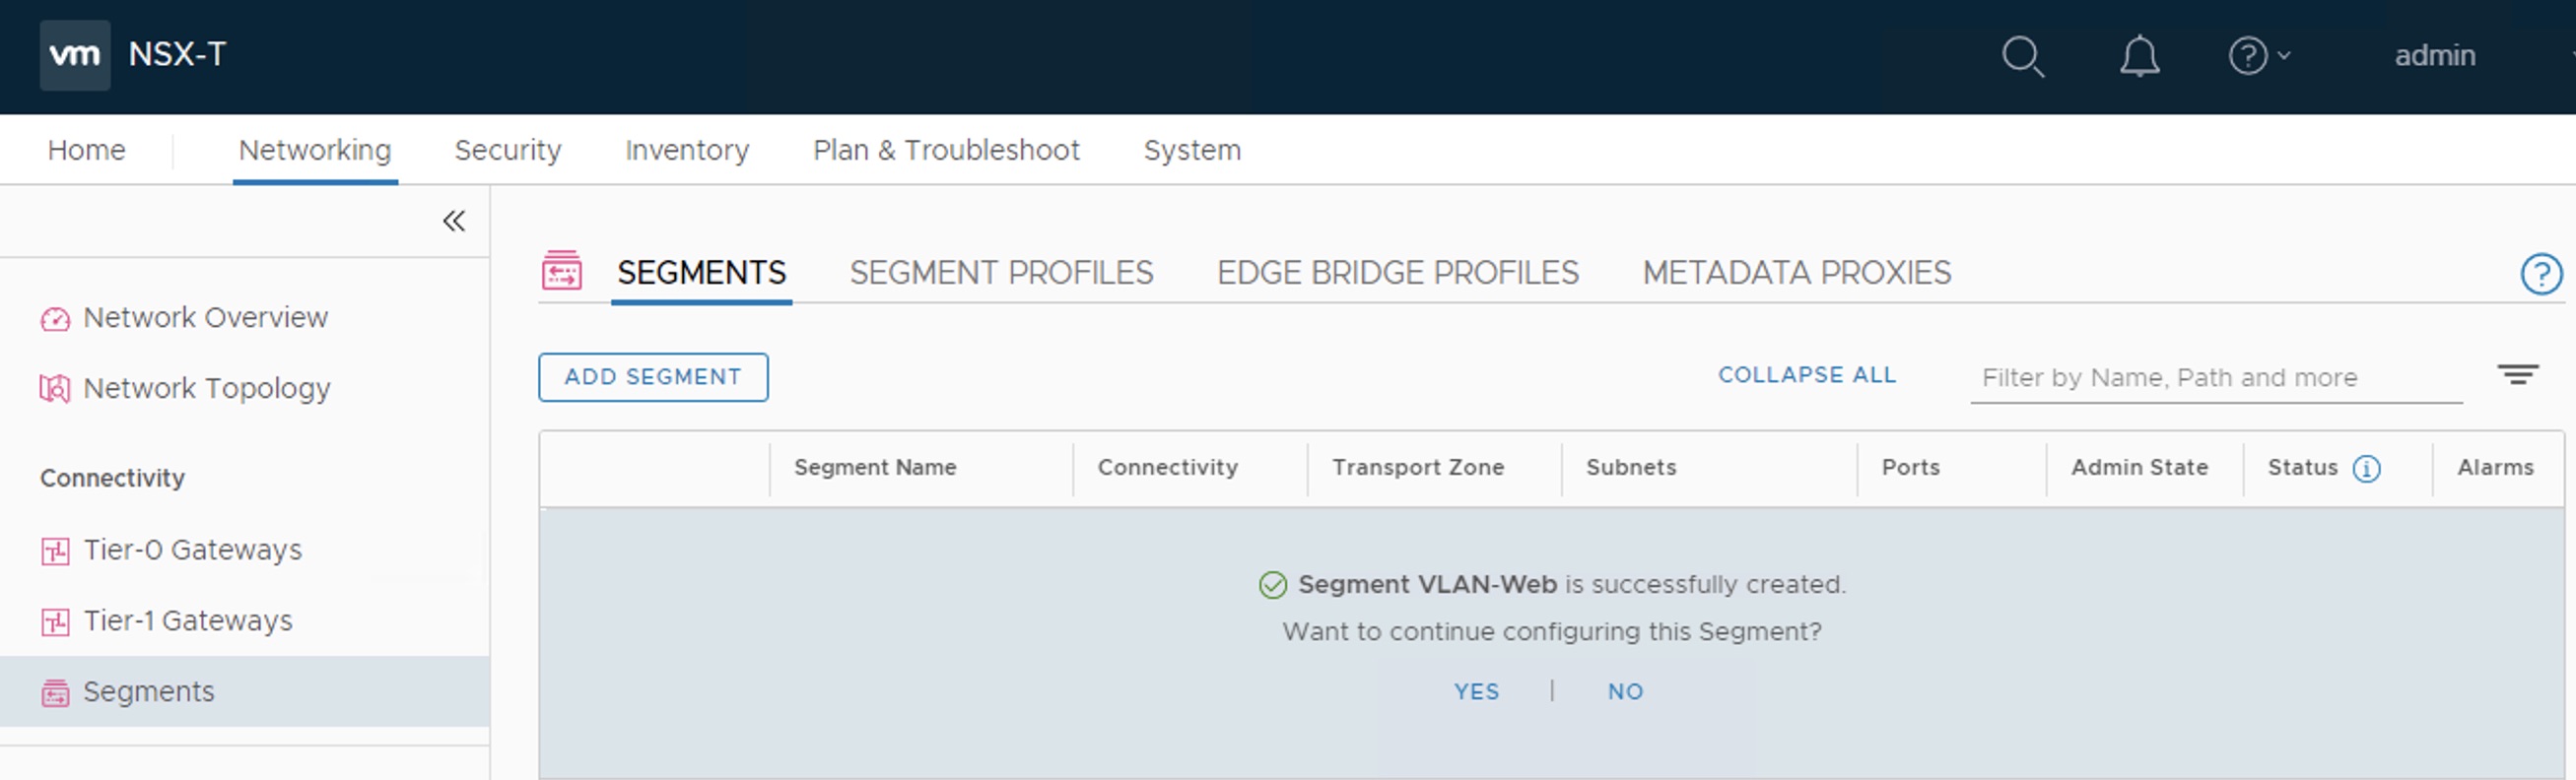 vm NSX-T admin
Home Networking Security Inventory Plan & Troubleshoot System
Network Overview
Network Topology
Connectivity
Tier-0 Gateways
Tier-1 Gateways
Segments
SEGMENTS SEGMENT PROFILES EDGE BRIDGE PROFILES METADATA PROXIES
ADD SEGMENT COLLAPSE ALL Filter by Name, Path and more
Segment Name Connectivity Transport Zone Subnets Ports Admin State Status Alarms
Segment VLAN-Web is successfully created.
Want to continue configuring this Segment?
YES | NO